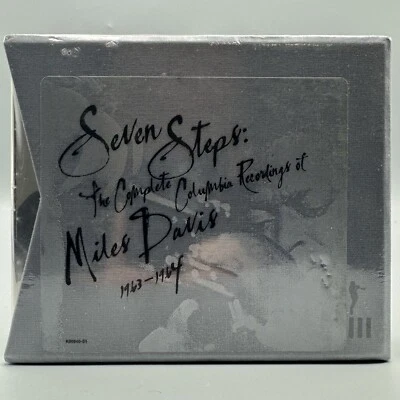 Seven Steps:
The Complete Columbia Recordings of
Miles Davis
1963–1964